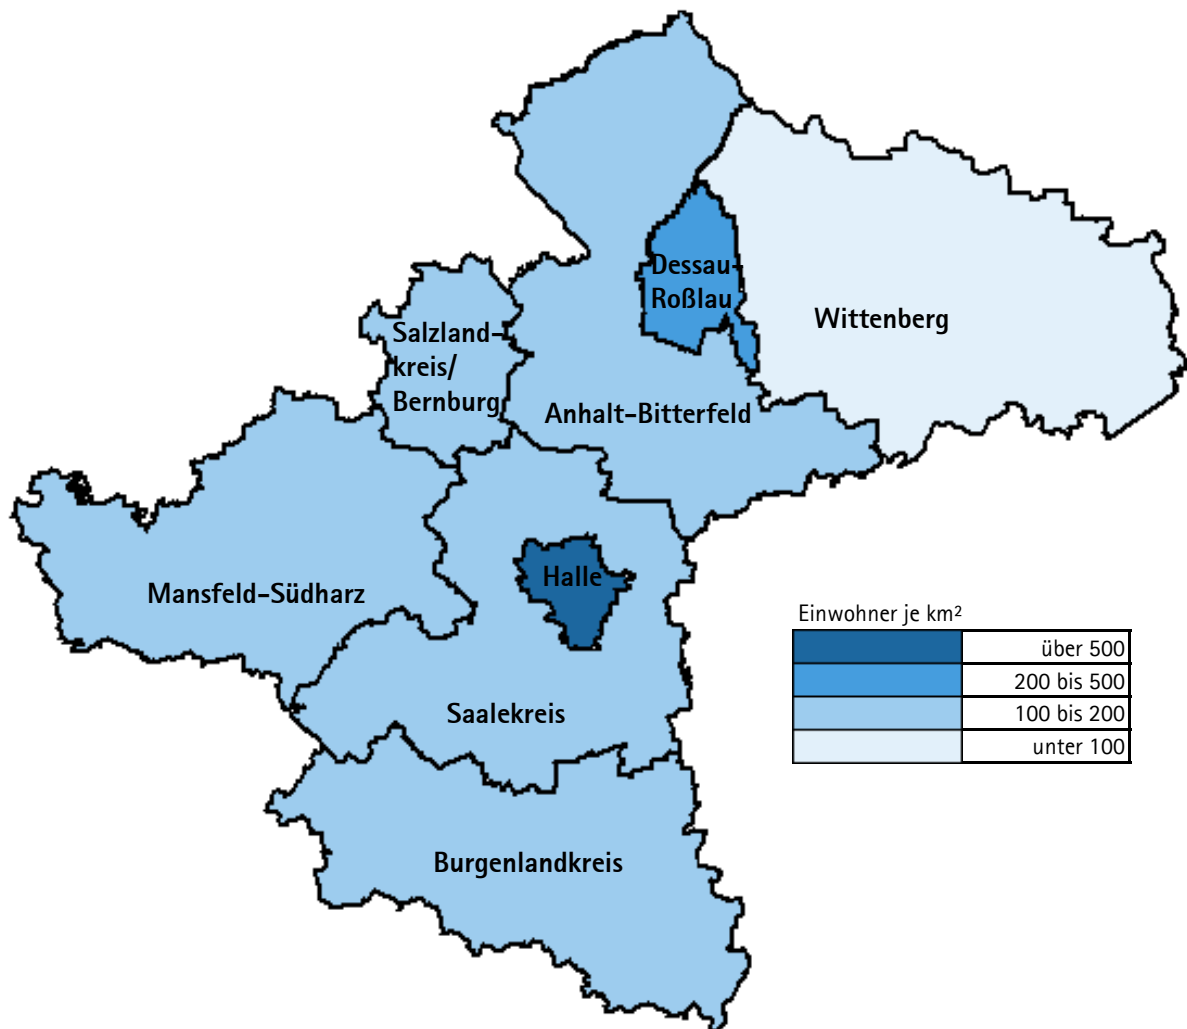 Dessau-
Roßlau
Wittenberg
Salzland-
kreis/
Bernburg
Anhalt-Bitterfeld
Halle
Mansfeld-Südharz
Saalekreis
Burgenlandkreis
Einwohner je km²
über 500
200 bis 500
100 bis 200
unter 100